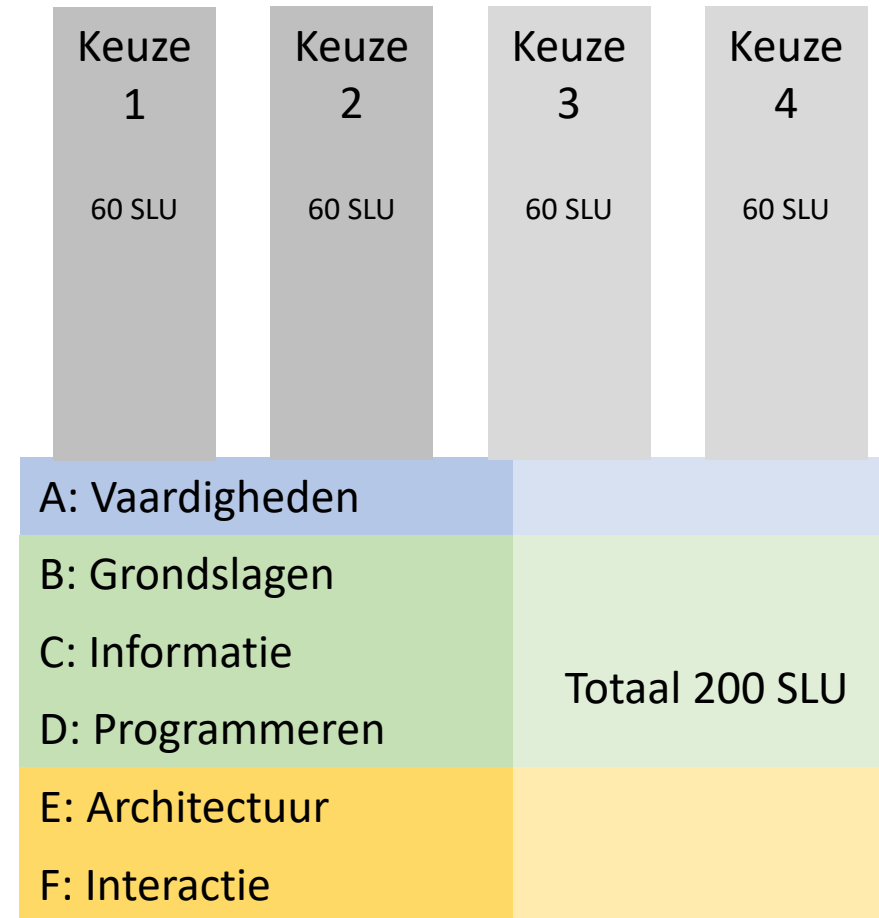 Keuze
1
60 SLU
Keuze
2
60 SLU
Keuze
3
60 SLU
Keuze
4
60 SLU
A: Vaardigheden
B: Grondslagen
C: Informatie
D: Programmeren
E: Architectuur
F: Interactie
Totaal 200 SLU